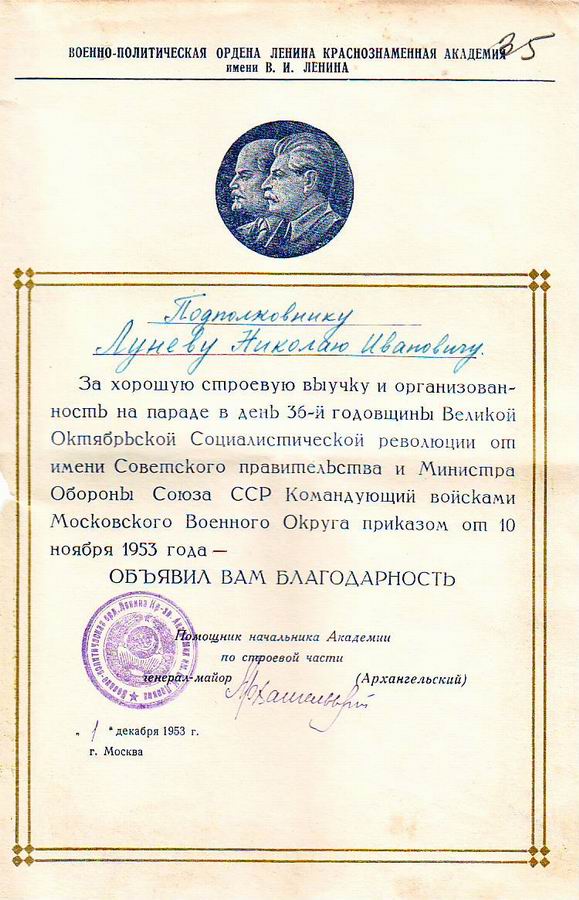 ВОЕННО-ПОЛИТИЧЕСКАЯ ОРДЕНА ЛЕНИНА КРАСНОЗНАМЕННАЯ АКАДЕМИЯ
имени В. И. ЛЕНИНА
35
Подполковнику
Луневу Николаю Ивановичу.
За хорошую строевую выучку и организован-
ность на параде в день 36-й годовщины Великой
Октябрьской Социалистической революции от
имени Советского правительства и Министра
Обороны Союза ССР Командующий войсками
Московского Военного Округа приказом от 10
ноября 1953 года —
ОБЪЯВИЛ ВАМ БЛАГОДАРНОСТЬ
Помощник начальника Академии
по строевой части
генерал-майор (Архангельский)
„ 1 " декабря 1953 г.
г. Москва